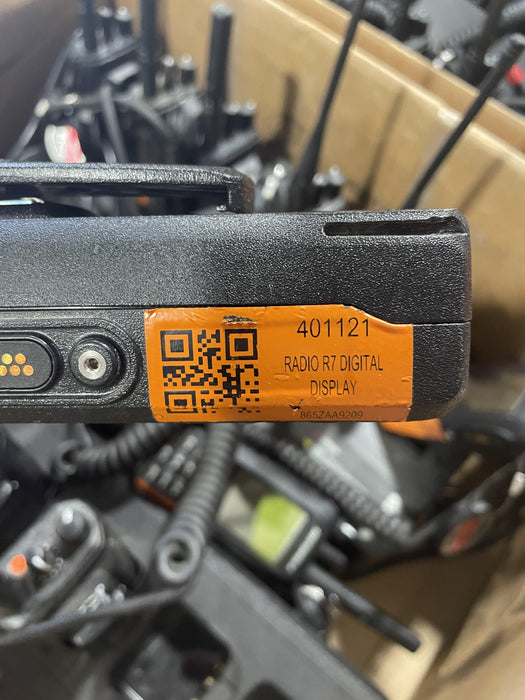 401121
RADIO R7 DIGITAL
DISPLAY
865ZAA9209